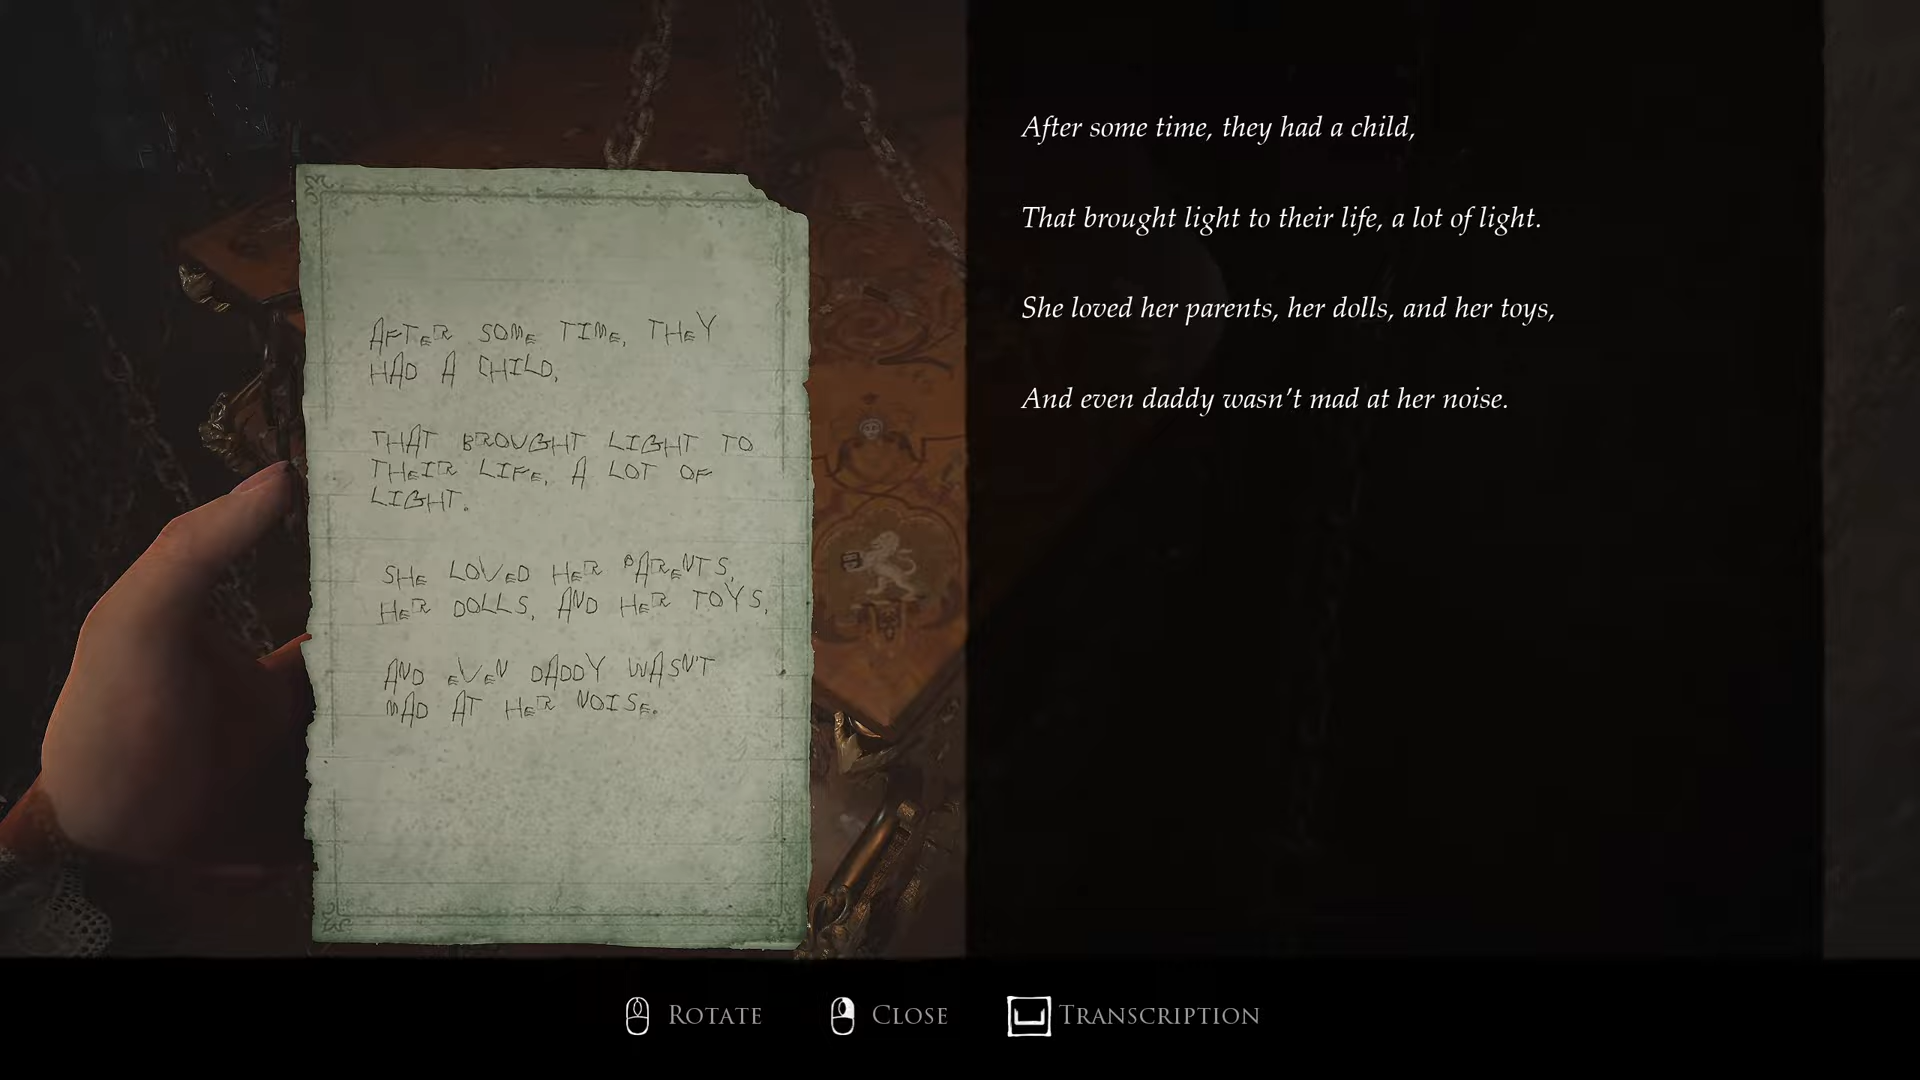 AFTER SOME TIME, THEY
HAD A CHILD,
THAT BROUGHT LIGHT TO
THEIR LIFE, A LOT OF
LIGHT.
SHE LOVED HER PARENTS,
HER DOLLS, AND HER TOYS,
AND EVEN DADDY WASN'T
MAD AT HER NOISE.
After some time, they had a child,
That brought light to their life, a lot of light.
She loved her parents, her dolls, and her toys,
And even daddy wasn't mad at her noise.
ROTATE CLOSE TRANSCRIPTION